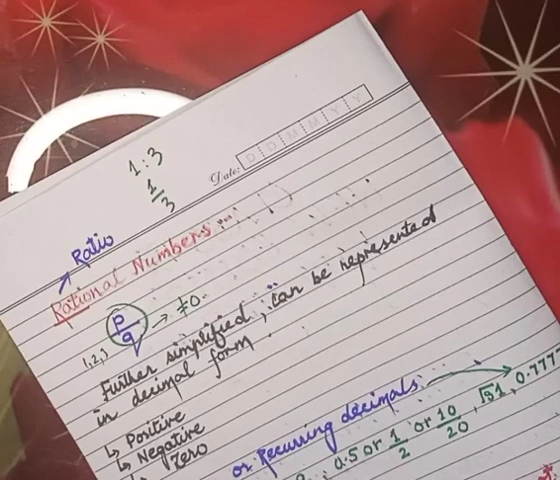 1:3
1/3
Date: D D M M Y Y
Ratio
Rational Numbers:
p/q → ≠0.
1,2,3
Further simplified, can be represented
in decimal form.
↳ Positive
↳ Negative
↳ Zero
or Recurring decimals.
0.5 or 1/2 or 10/20, √81, 0.777